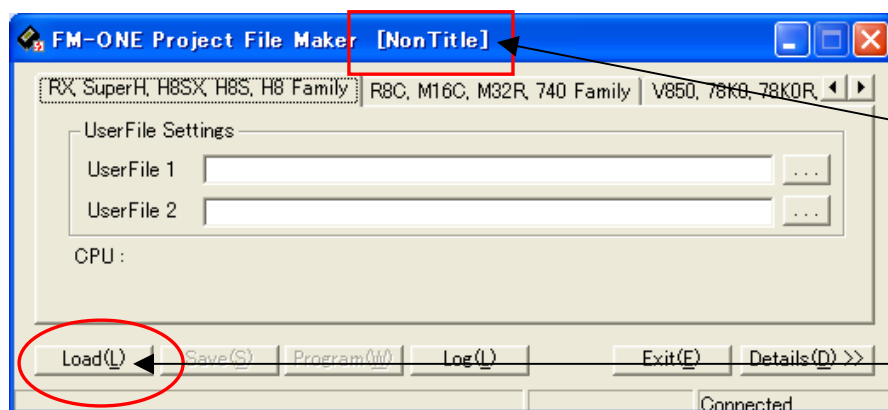 FM-ONE Project File Maker [NonTitle]
RX, SuperH, H8SX, H8S, H8 Family R8C, M16C, M32R, 740 Family V850, 78K0, 78K0R,
UserFile Settings
UserFile 1 ...
UserFile 2 ...
CPU :
Load(L) Save(S) Program(W) Log(L) Exit(E) Details(D) >>
Connected